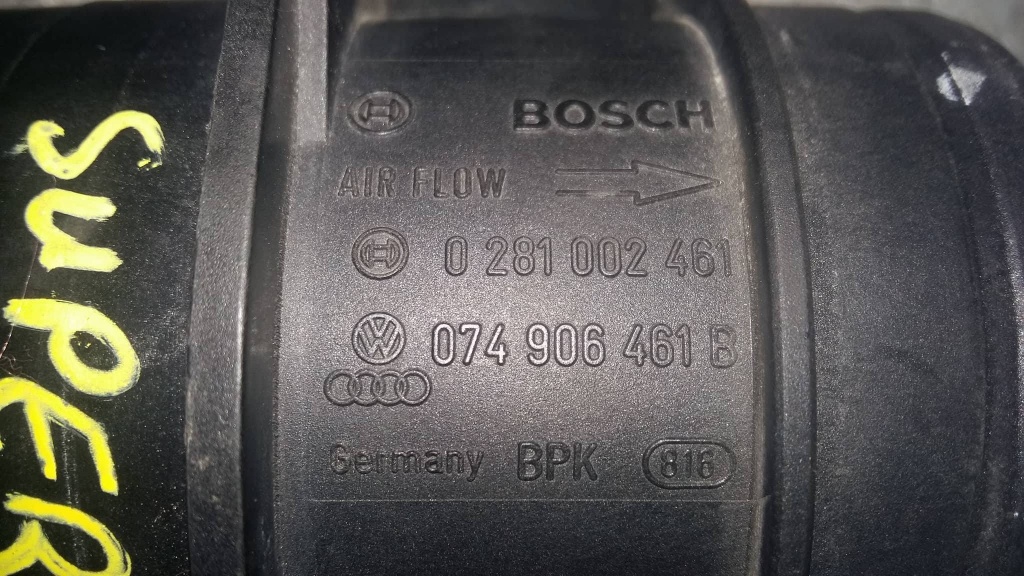 SUPER
BOSCH
AIR FLOW
0 281 002 461
074 906 461 B
Germany BPK 816